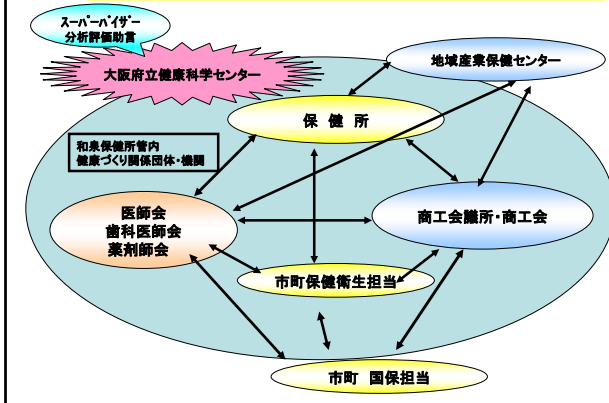 スーパーバイザー
分析評価助言
大阪府立健康科学センター
地域産業保健センター
保 健 所
和泉保健所管内
健康づくり関係団体・機関
医師会
歯科医師会
薬剤師会
商工会議所・商工会
市町保健衛生担当
市町 国保担当